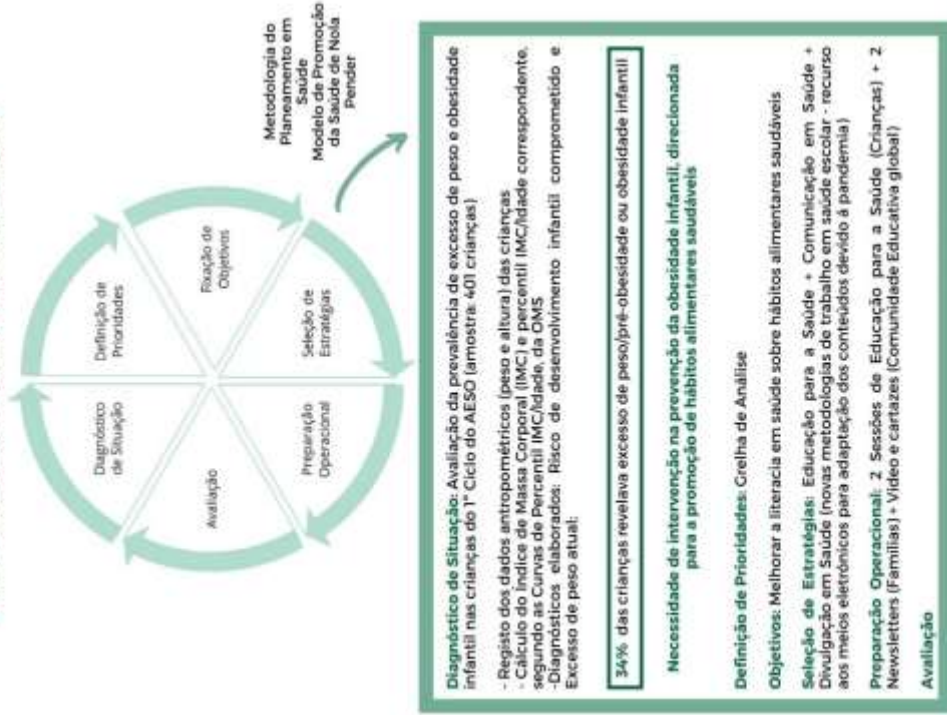 Diagnóstico
de Situação
Definição de
Prioridades
Fixação de
Objetivos
Seleção de
Estratégias
Preparação
Operacional
Avaliação
Metodologia do
Planeamento em
Saúde
Modelo de Promoção
da Saúde de Nola
Pender
Diagnóstico de Situação: Avaliação da prevalência de excesso de peso e obesidade
infantil nas crianças do 1º Ciclo do AESO (amostra: 401 crianças)
- Registo dos dados antropométricos (peso e altura) das crianças
- Cálculo do Índice de Massa Corporal (IMC) e percentil IMC/Idade correspondente,
segundo as Curvas de Percentil IMC/Idade, da OMS
-Diagnósticos elaborados: Risco de desenvolvimento infantil comprometido e
Excesso de peso atual:
34% das crianças revelava excesso de peso/pré-obesidade ou obesidade infantil
Necessidade de intervenção na prevenção da obesidade infantil, direcionada
para a promoção de hábitos alimentares saudáveis
Definição de Prioridades: Grelha de Análise
Objetivos: Melhorar a literacia em saúde sobre hábitos alimentares saudáveis
Seleção de Estratégias: Educação para a Saúde + Comunicação em Saúde +
Divulgação em Saúde (novas metodologias de trabalho em saúde escolar - recurso
aos meios eletrónicos para adaptação dos conteúdos devido á pandemia)
Preparação Operacional: 2 Sessões de Educação para a Saúde (Crianças) + 2
Newsletters (Famílias) + Vídeo e cartazes (Comunidade Educativa global)
Avaliação